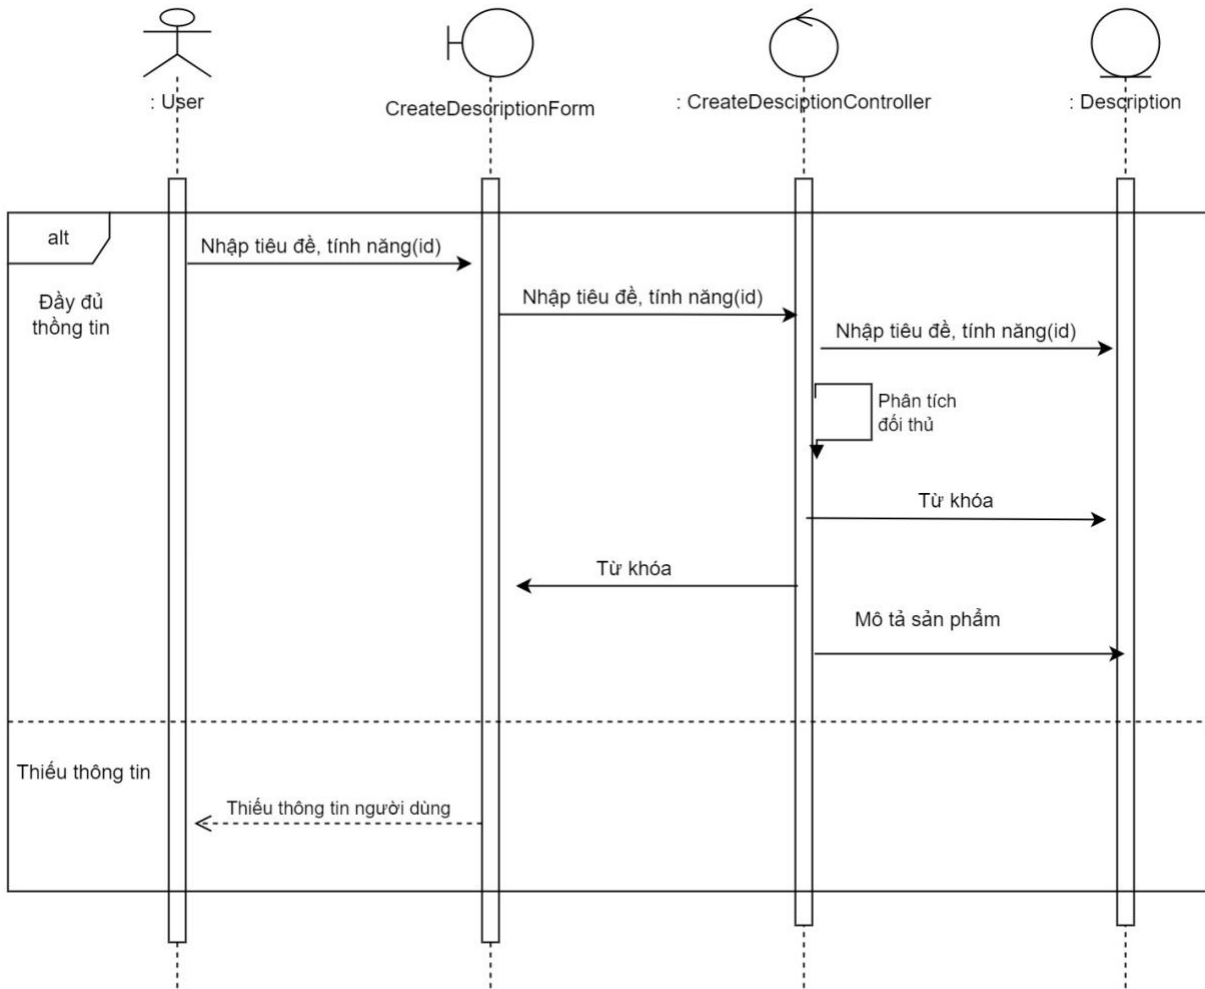 : User
CreateDescriptionForm
: CreateDesciptionController
: Description
alt
Nhập tiêu đề, tính năng(id)
Đầy đủ
thồng tin
Nhập tiêu đề, tính năng(id)
Nhập tiêu đề, tính năng(id)
Phân tích
đối thủ
Từ khóa
Từ khóa
Mô tả sản phẩm
Thiếu thông tin
Thiếu thông tin người dùng